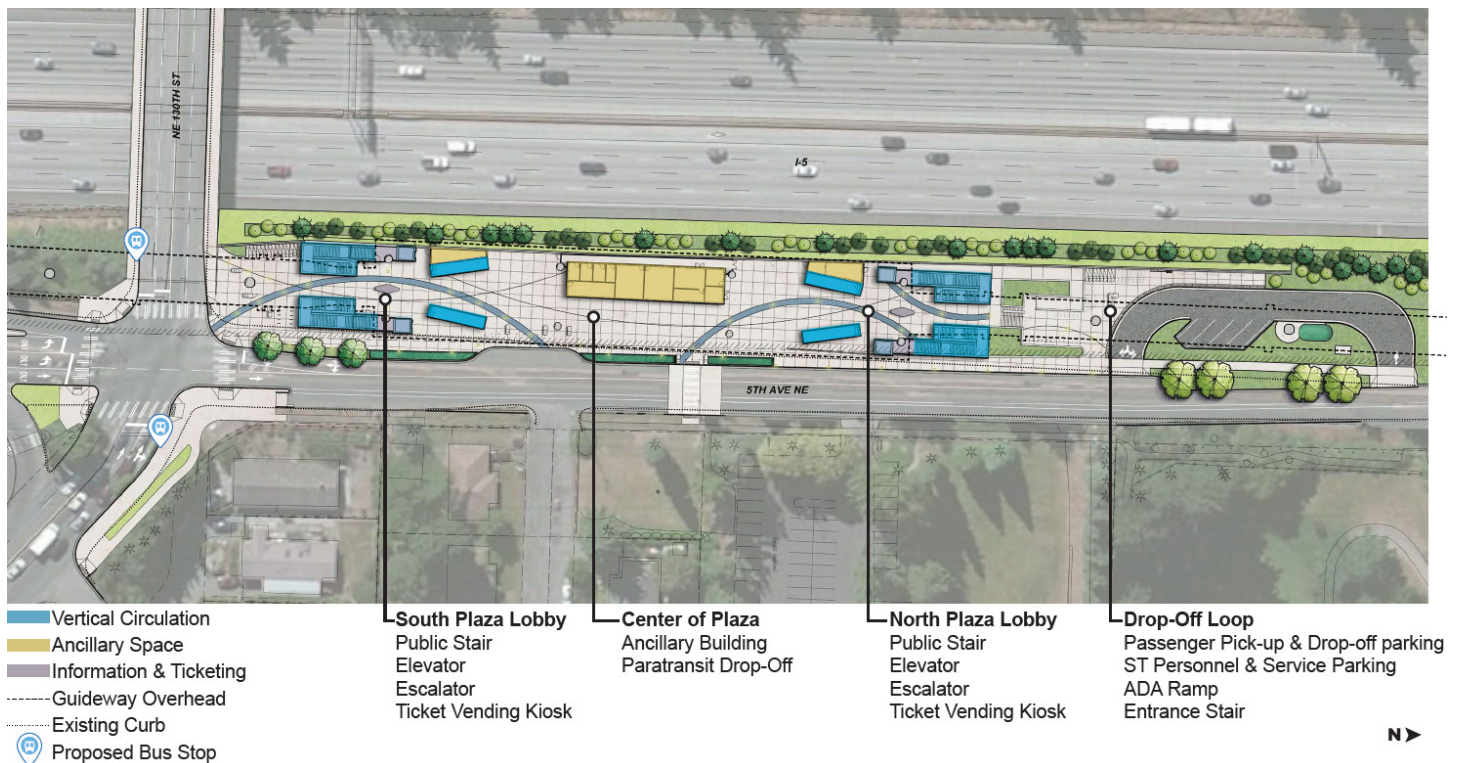 NE 130TH ST
I-5
5TH AVE NE
Vertical Circulation
Ancillary Space
Information & Ticketing
Guideway Overhead
Existing Curb
Proposed Bus Stop
South Plaza Lobby
Public Stair
Elevator
Escalator
Ticket Vending Kiosk
Center of Plaza
Ancillary Building
Paratransit Drop-Off
North Plaza Lobby
Public Stair
Elevator
Escalator
Ticket Vending Kiosk
Drop-Off Loop
Passenger Pick-up & Drop-off parking
ST Personnel & Service Parking
ADA Ramp
Entrance Stair
N